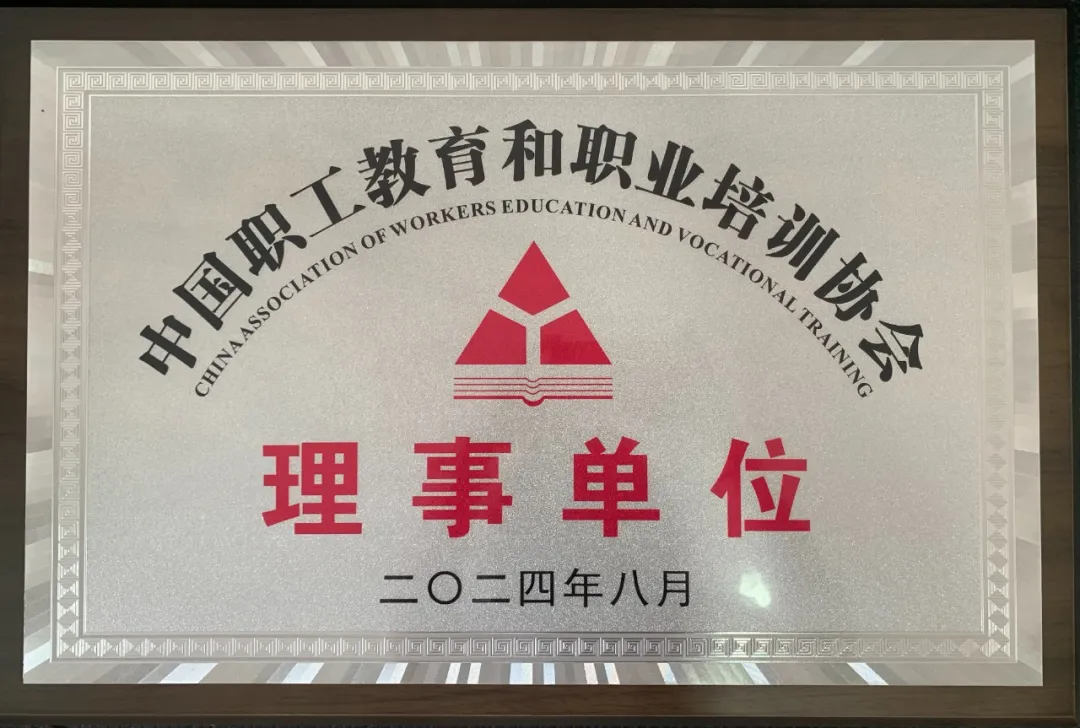 中国职工教育和职业培训协会
CHINA ASSOCIATION OF WORKERS EDUCATION AND VOCATIONAL TRAINING
理事单位
二〇二四年八月